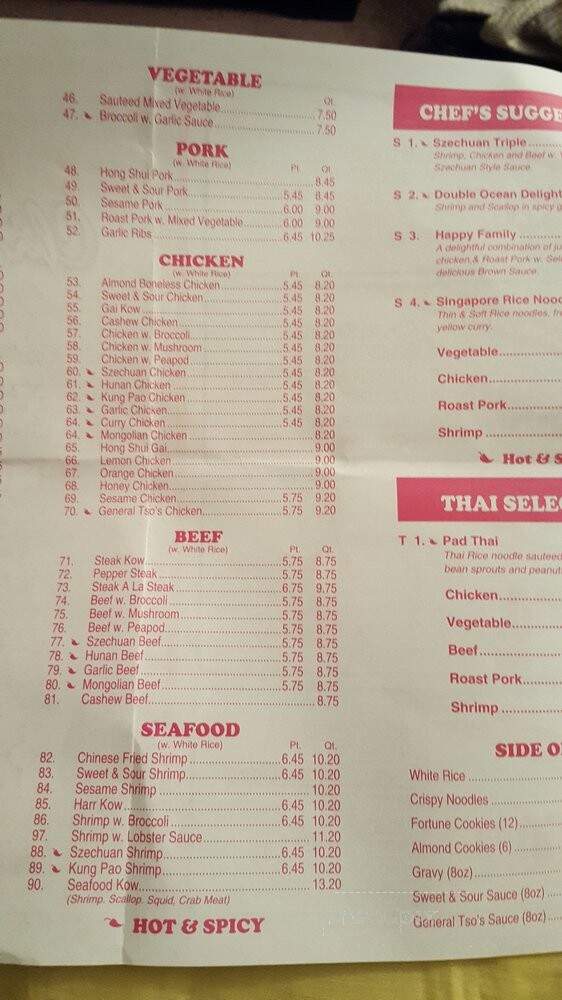 VEGETABLE
(w. White Rice)
Qt.
46. Sauteed Mixed Vegetable 7.50
47. Broccoli w. Garlic Sauce 7.50
PORK
(w. White Rice)
Pt. Qt.
48. Hong Shui Pork 8.45
49. Sweet & Sour Pork 5.45 8.45
50. Sesame Pork 6.00 9.00
51. Roast Pork w. Mixed Vegetable 6.00 9.00
52. Garlic Ribs 6.45 10.25
CHICKEN
(w. White Rice)
Pt. Qt.
53. Almond Boneless Chicken 5.45 8.20
54. Sweet & Sour Chicken 5.45 8.20
55. Gai Kow 5.45 8.20
56. Cashew Chicken 5.45 8.20
57. Chicken w. Broccoli 5.45 8.20
58. Chicken w. Mushroom 5.45 8.20
59. Chicken w. Peapod 5.45 8.20
60. Szechuan Chicken 5.45 8.20
61. Hunan Chicken 5.45 8.20
62. Kung Pao Chicken 5.45 8.20
63. Garlic Chicken 5.45 8.20
64. Curry Chicken 5.45 8.20
64. Mongolian Chicken 8.20
65. Hong Shui Gai 9.00
66. Lemon Chicken 9.00
67. Orange Chicken 9.00
68. Honey Chicken 9.00
69. Sesame Chicken 5.75 9.20
70. General Tso's Chicken 5.75 9.20
BEEF
(w. White Rice)
Pt. Qt.
71. Steak Kow 5.75 8.75
72. Pepper Steak 5.75 8.75
73. Steak A La Steak 6.75 9.75
74. Beef w. Broccoli 5.75 8.75
75. Beef w. Mushroom 5.75 8.75
76. Beef w. Peapod 5.75 8.75
77. Szechuan Beef 5.75 8.75
78. Hunan Beef 5.75 8.75
79. Garlic Beef 5.75 8.75
80. Mongolian Beef 5.75 8.75
81. Cashew Beef 8.75
SEAFOOD
(w. White Rice)
Pt. Qt.
82. Chinese Fried Shrimp 6.45 10.20
83. Sweet & Sour Shrimp 6.45 10.20
84. Sesame Shrimp 10.20
85. Harr Kow 6.45 10.20
86. Shrimp w. Broccoli 6.45 10.20
97. Shrimp w. Lobster Sauce 11.20
88. Szechuan Shrimp 6.45 10.20
89. Kung Pao Shrimp 6.45 10.20
90. Seafood Kow 13.20
(Shrimp. Scallop. Squid, Crab Meat)
HOT & SPICY
CHEF'S SUGGE
S 1. Szechuan Triple
Shrimp, Chicken and Beef w.
Szechuan Style Sauce.
S 2. Double Ocean Delight
Shrimp and Scallop in spicy g
S 3. Happy Family
A delightful combination of ju
chicken & Roast Pork w. Sel
delicious Brown Sauce.
S 4. Singapore Rice Nood
Thin & Soft Rice noodles, fr
yellow curry.
Vegetable
Chicken
Roast Pork
Shrimp
Hot & S
THAI SELEC
T 1. Pad Thai
Thai Rice noodle sauteed
bean sprouts and peanut
Chicken
Vegetable
Beef
Roast Pork
Shrimp
SIDE O
White Rice
Crispy Noodles
Fortune Cookies (12)
Almond Cookies (6)
Gravy (8oz)
Sweet & Sour Sauce (8oz)
General Tso's Sauce (8oz)